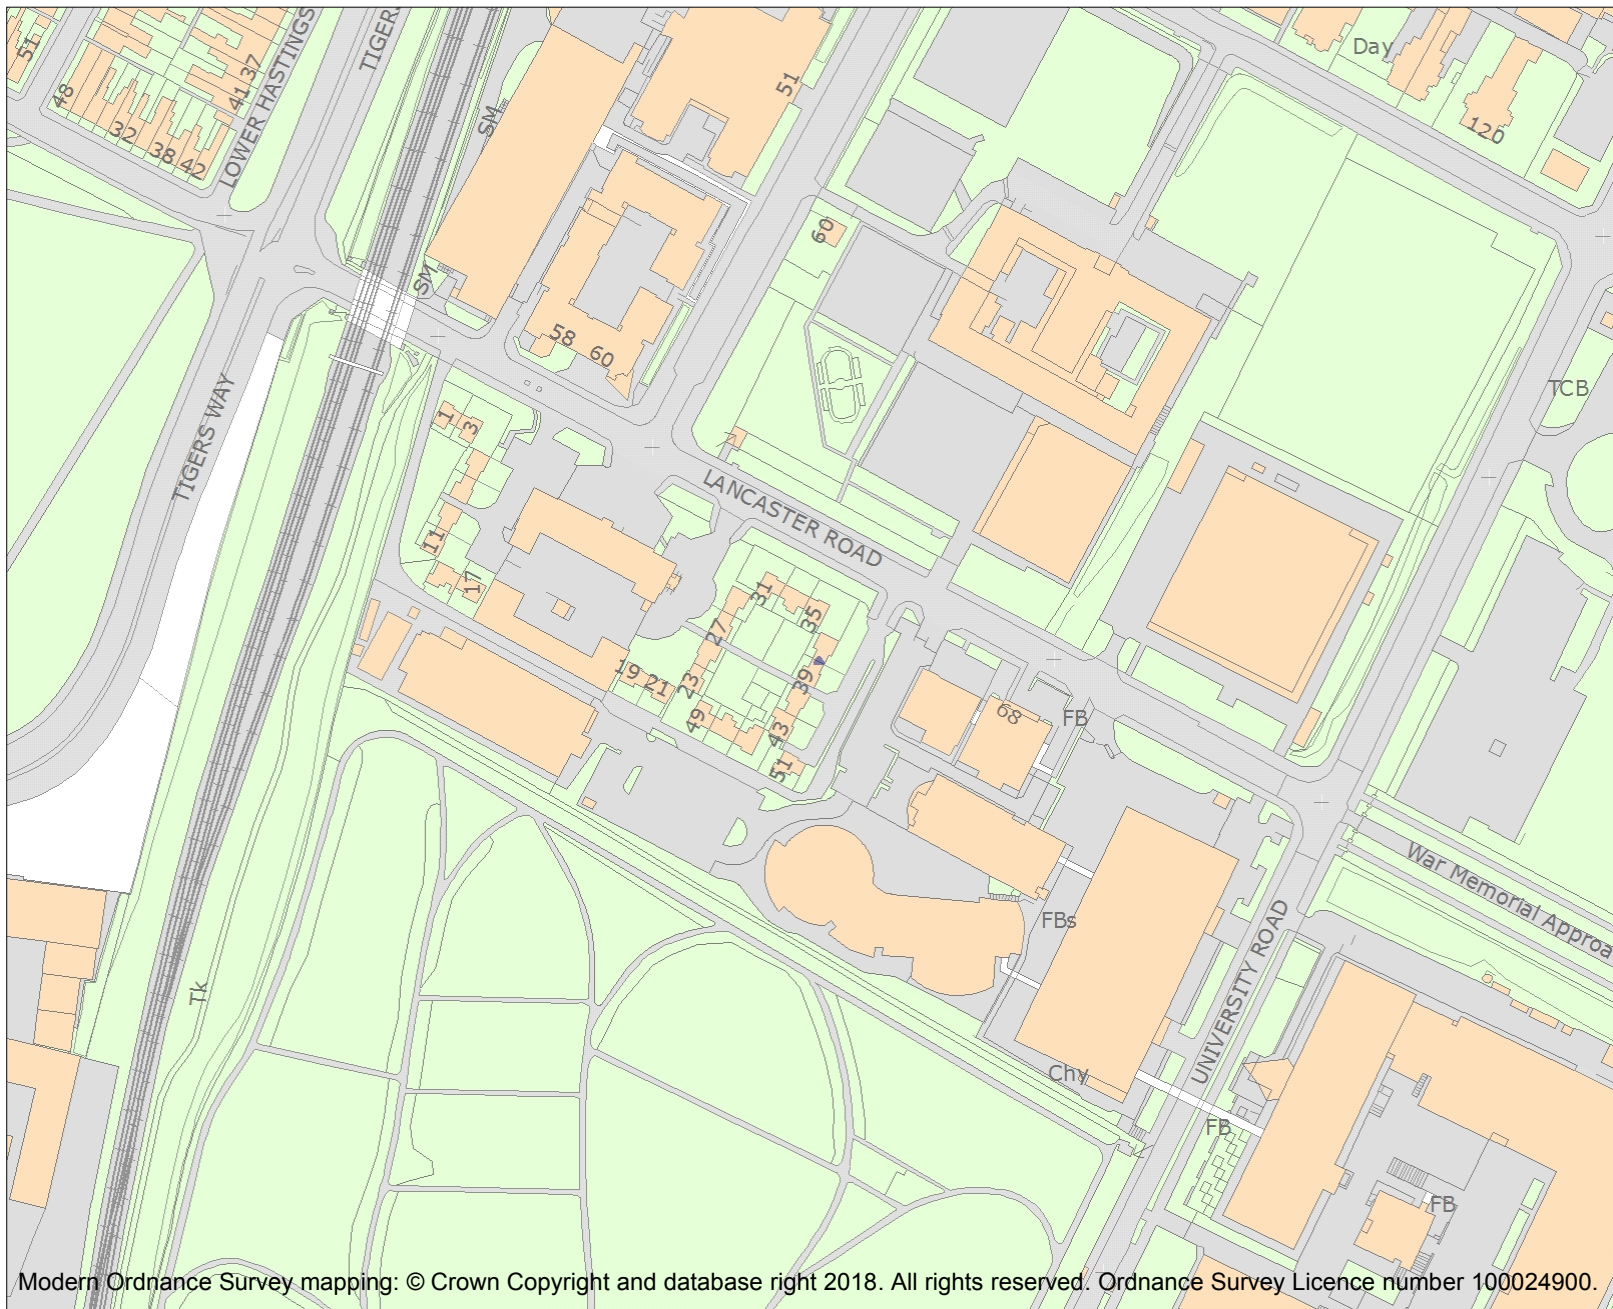 51
48
32
38
42
41
37
LOWER HASTINGS
TIGER
SM
51
Day
120
60
SM
58
60
TCB
TIGERS WAY
1
3
11
17
LANCASTER ROAD
31
35
27
23
39
19
21
49
43
51
68
FB
War Memorial Approa
FBs
UNIVERSITY ROAD
Tk
Chy
FB
FB
Modern Ordnance Survey mapping: © Crown Copyright and database right 2018. All rights reserved. Ordnance Survey Licence number 100024900.